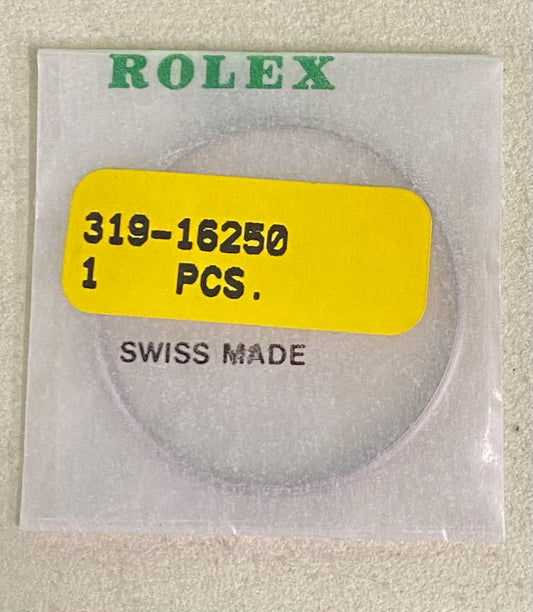 ROLEX
319-16250
1 PCS.
SWISS MADE